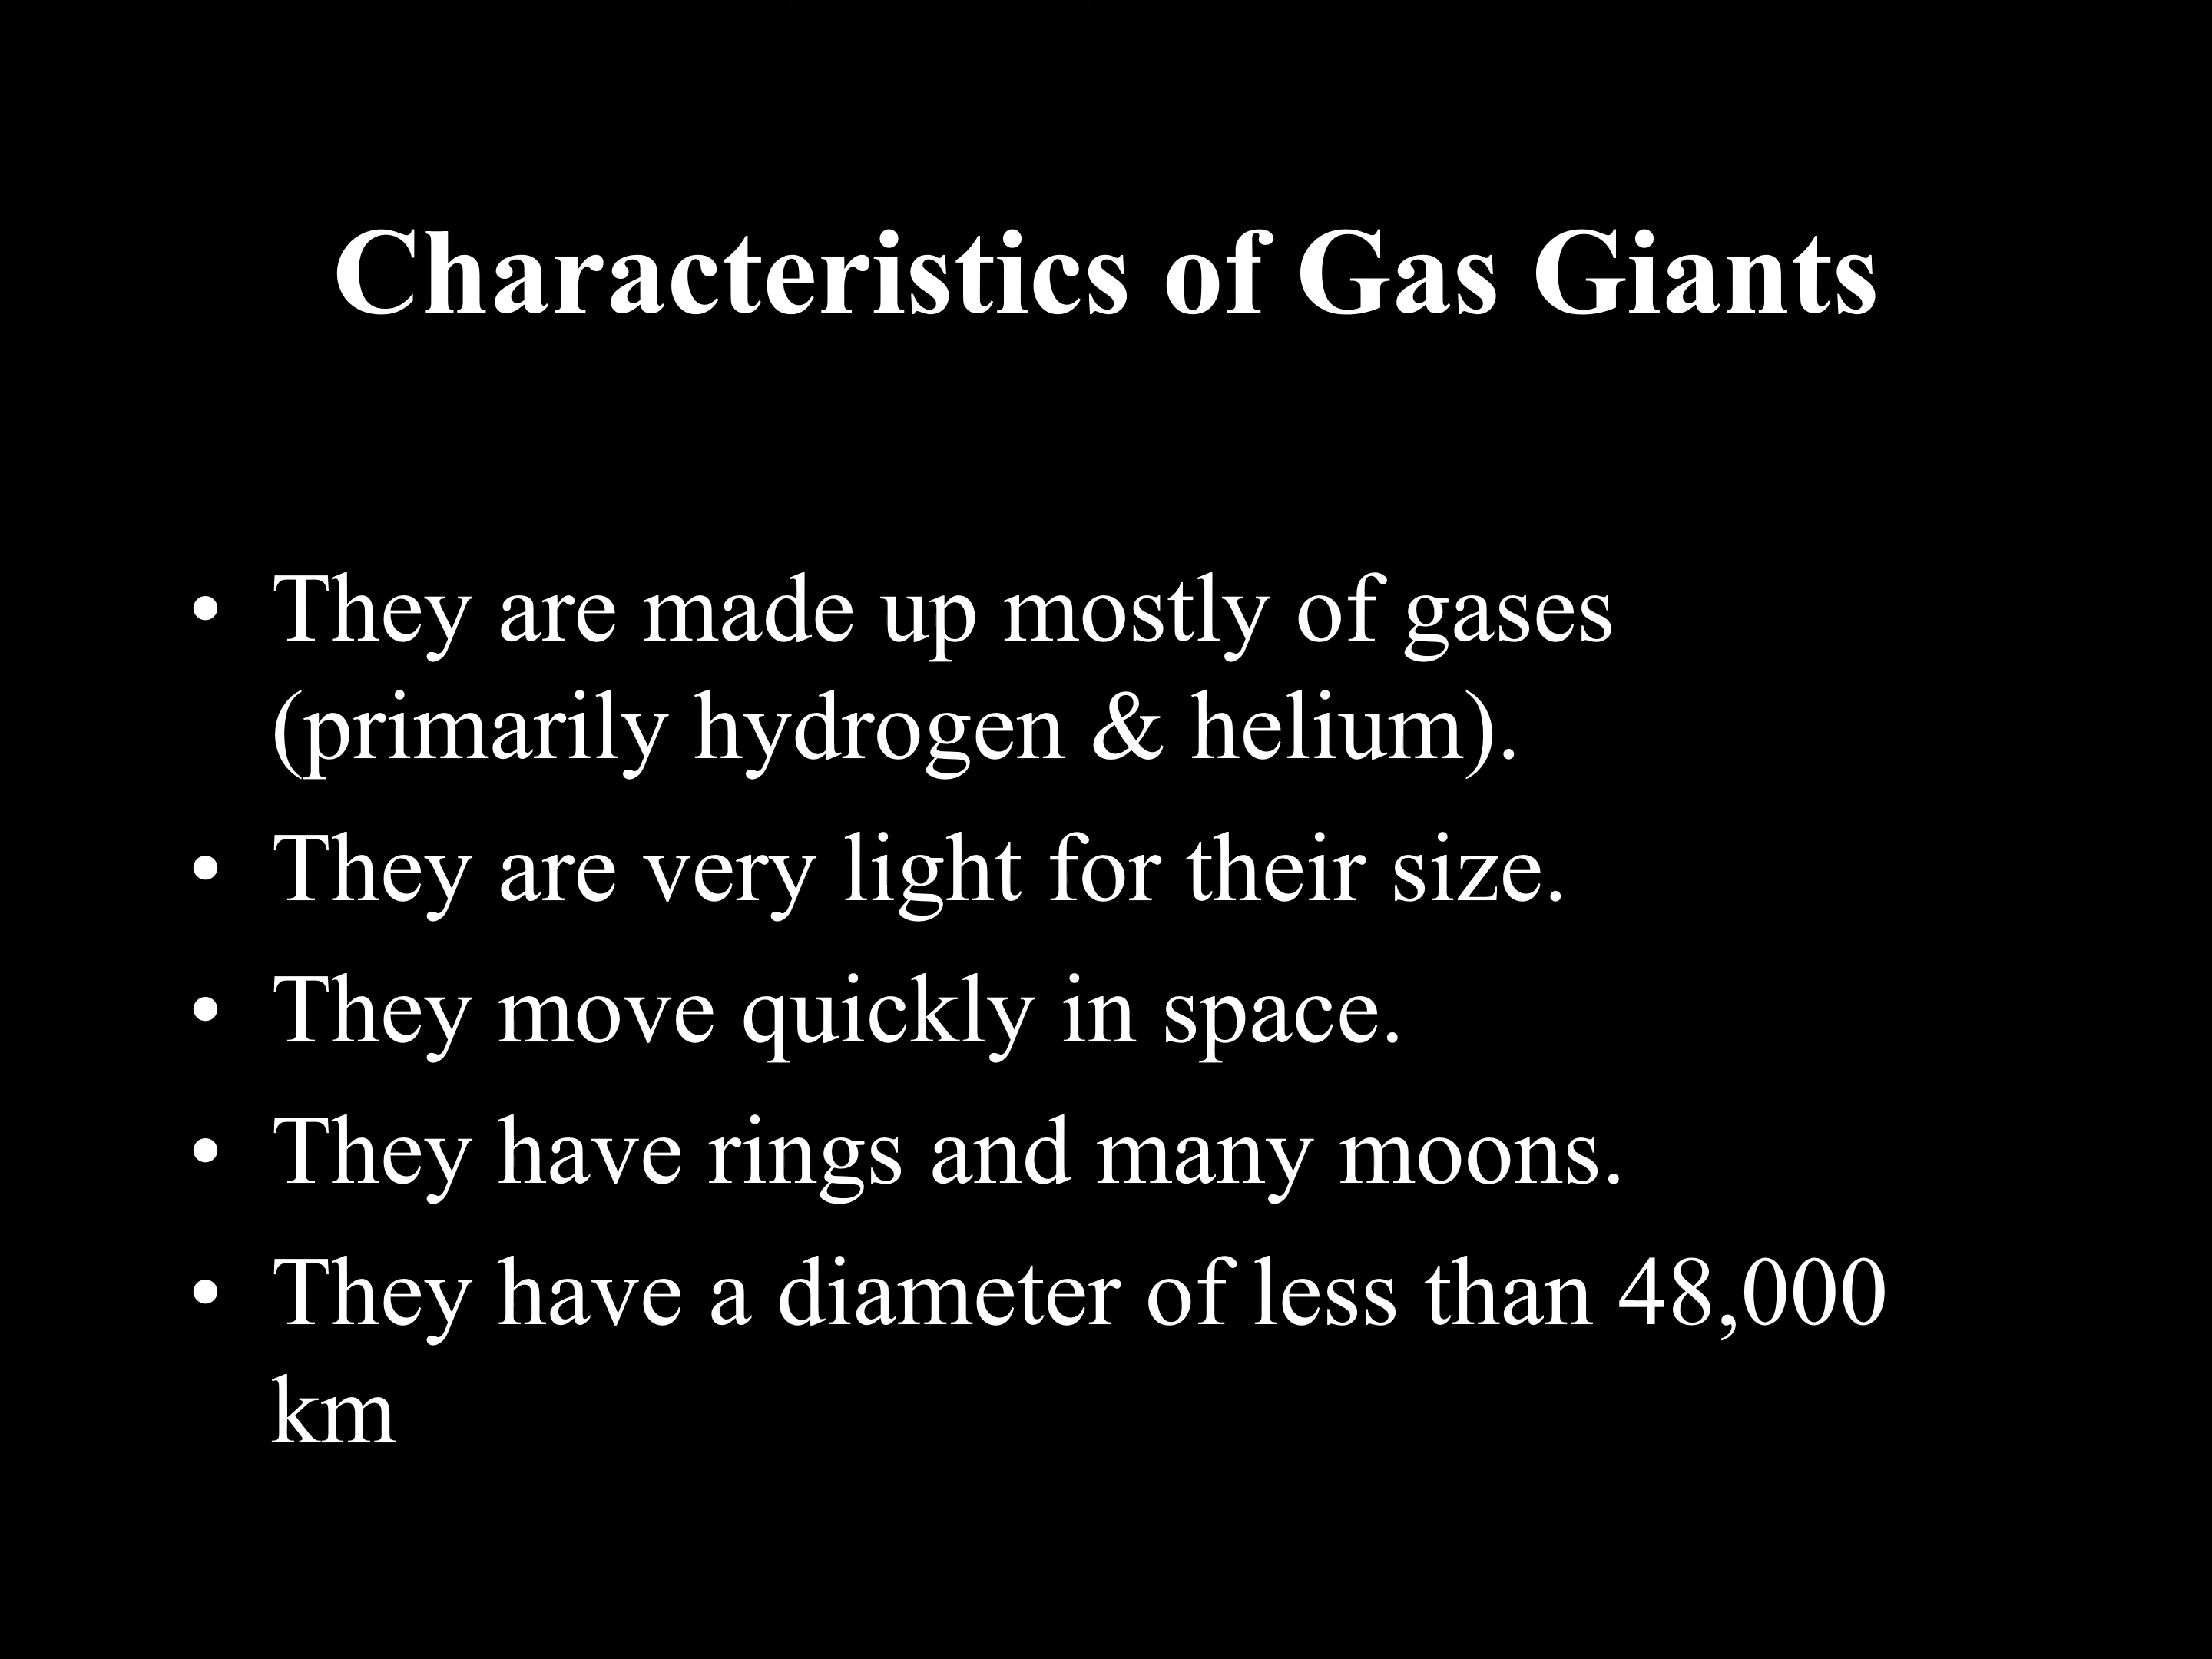 Characteristics of Gas Giants
• They are made up mostly of gases
(primarily hydrogen & helium).
• They are very light for their size.
• They move quickly in space.
• They have rings and many moons.
• They have a diameter of less than 48,000
km